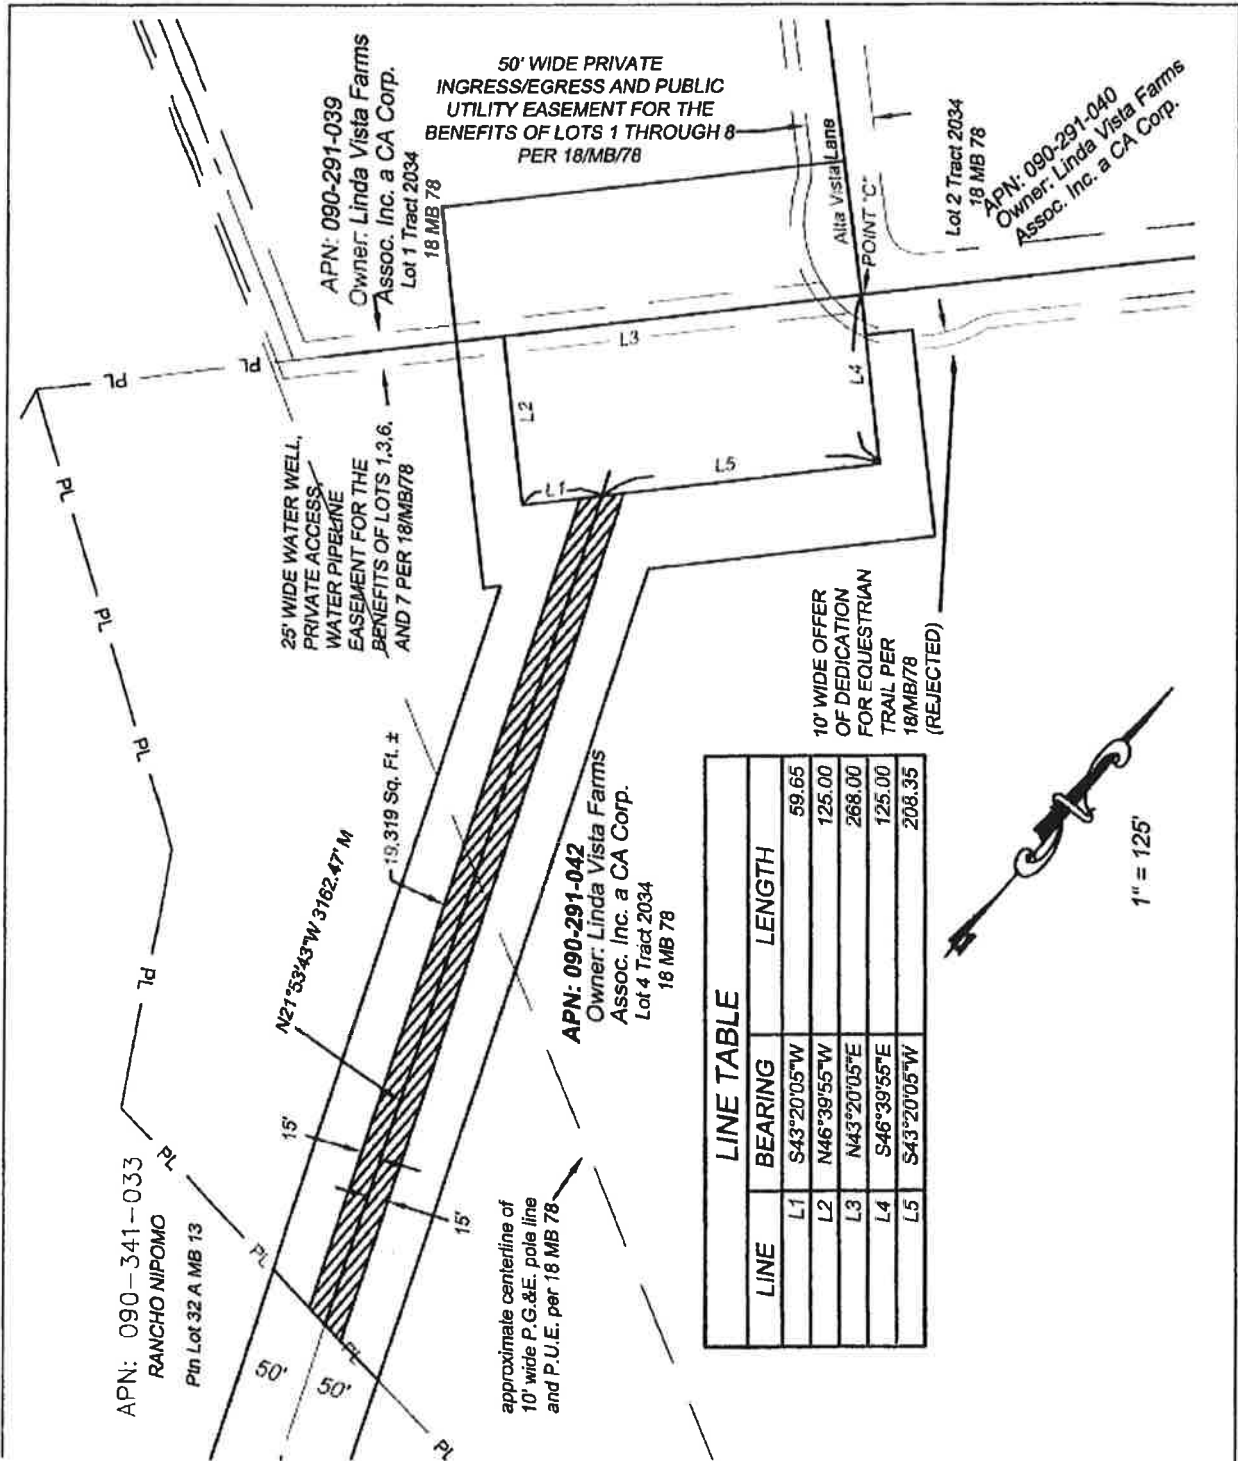 50' WIDE PRIVATE
INGRESS/EGRESS AND PUBLIC
UTILITY EASEMENT FOR THE
BENEFITS OF LOTS 1 THROUGH 8
PER 18/MB/78
APN: 090-291-039
Owner: Linda Vista Farms
Assoc. Inc. a CA Corp.
Lot 1 Tract 2034
18 MB 78
Lot 2 Tract 2034
18 MB 78
APN: 090-291-040
Owner: Linda Vista Farms
Assoc. Inc. a CA Corp.
Alta Vista Lane
POINT "C"
PL
PL
PL
PL
PL
PL
PL
PL
PL
PL
L3
L2
L4
L1
L5
25' WIDE WATER WELL,
PRIVATE ACCESS,
WATER PIPELINE
EASEMENT FOR THE
BENEFITS OF LOTS 1,3,6,
AND 7 PER 18/MB/78
10' WIDE OFFER
OF DEDICATION
FOR EQUESTRIAN
TRAIL PER
18/MB/78
(REJECTED)
19,319 Sq. Ft. ±
N21°53'43"W 3162.47' M
APN: 090-291-042
Owner: Linda Vista Farms
Assoc. Inc. a CA Corp.
Lot 4 Tract 2034
18 MB 78
15'
15'
APN: 090-341-033
RANCHO NIPOMO
Ptn Lot 32 A MB 13
50'
50'
approximate centerline of
10' wide P.G.&E. pole line
and P.U.E. per 18 MB 78
LINE TABLE
LINE BEARING LENGTH
L1 S43°20'05"W 59.65
L2 N46°39'55"W 125.00
L3 N43°20'05"E 268.00
L4 S46°39'55"E 125.00
L5 S43°20'05"W 208.35
N
1" = 125'